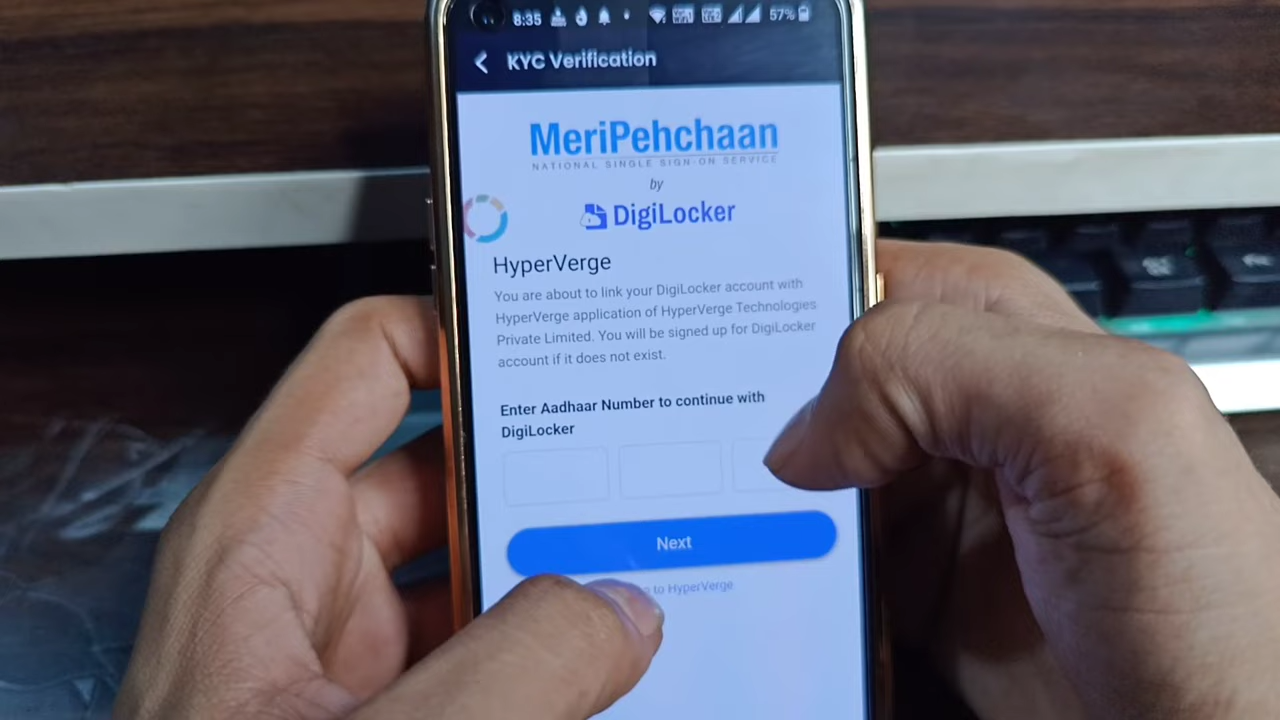 8:35
57%
KYC Verification
MeriPehchaan
NATIONAL SINGLE SIGN-ON SERVICE
by
DigiLocker
HyperVerge
You are about to link your DigiLocker account with
HyperVerge application of HyperVerge Technologies
Private Limited. You will be signed up for DigiLocker
account if it does not exist.
Enter Aadhaar Number to continue with
DigiLocker
Next
to HyperVerge